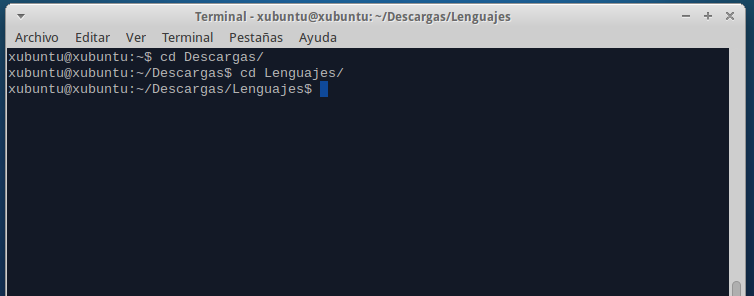 Terminal - xubuntu@xubuntu: ~/Descargas/Lenguajes
Archivo Editar Ver Terminal Pestañas Ayuda
xubuntu@xubuntu:~$ cd Descargas/
xubuntu@xubuntu:~/Descargas$ cd Lenguajes/
xubuntu@xubuntu:~/Descargas/Lenguajes$